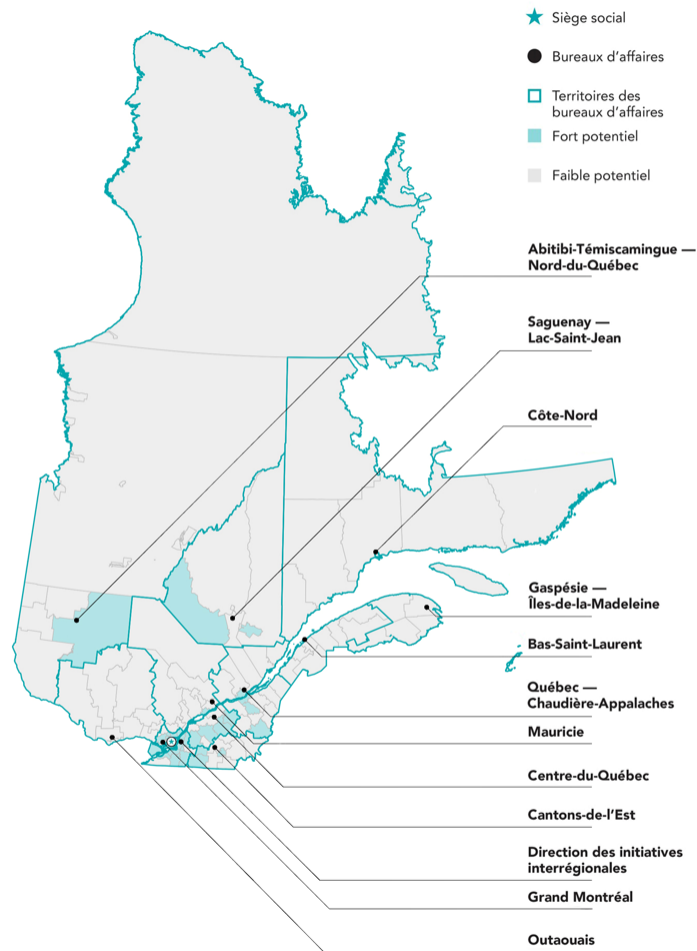 Siège social
Bureaux d'affaires
Territoires des
bureaux d'affaires
Fort potentiel
Faible potentiel
Abitibi-Témiscamingue —
Nord-du-Québec
Saguenay —
Lac-Saint-Jean
Côte-Nord
Gaspésie —
Îles-de-la-Madeleine
Bas-Saint-Laurent
Québec —
Chaudière-Appalaches
Mauricie
Centre-du-Québec
Cantons-de-l'Est
Direction des initiatives
interrégionales
Grand Montréal
Outaouais